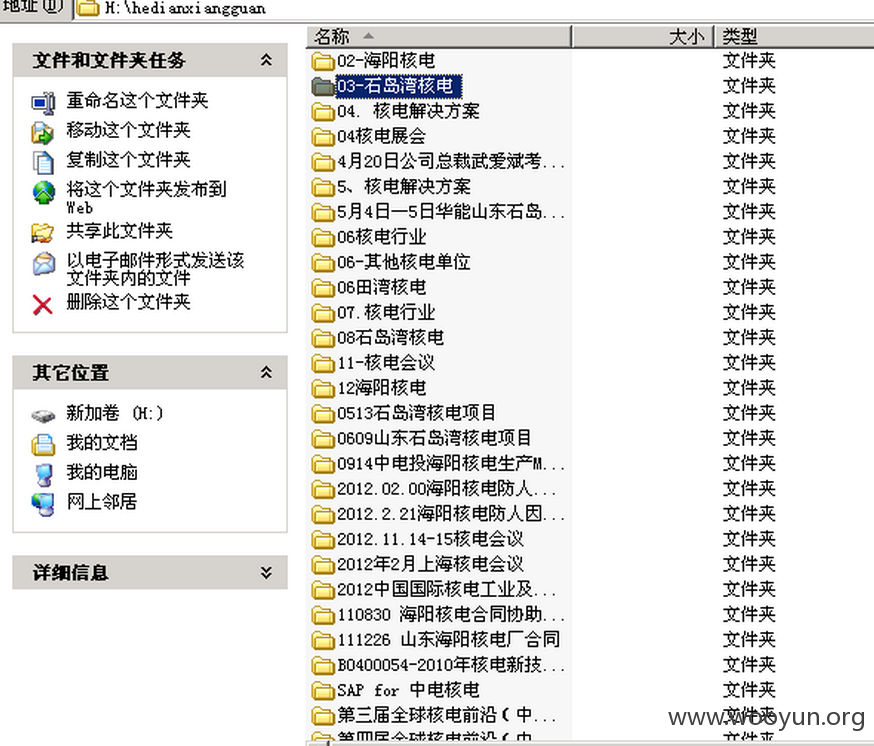 地址(D)
H:\hedianxiangguan
文件和文件夹任务
重命名这个文件夹
移动这个文件夹
复制这个文件夹
将这个文件夹发布到
Web
共享此文件夹
以电子邮件形式发送该
文件夹内的文件
删除这个文件夹
其它位置
新加卷 (H:)
我的文档
我的电脑
网上邻居
详细信息
名称 大小 类型
02-海阳核电 文件夹
03-石岛湾核电 文件夹
04. 核电解决方案 文件夹
04核电展会 文件夹
4月20日公司总裁武爱斌考... 文件夹
5、核电解决方案 文件夹
5月4日—5日华能山东石岛... 文件夹
06核电行业 文件夹
06-其他核电单位 文件夹
06田湾核电 文件夹
07.核电行业 文件夹
08石岛湾核电 文件夹
11-核电会议 文件夹
12海阳核电 文件夹
0513石岛湾核电项目 文件夹
0609山东石岛湾核电项目 文件夹
0914中电投海阳核电生产M... 文件夹
2012.02.00海阳核电防人... 文件夹
2012.2.21海阳核电防人因... 文件夹
2012.11.14-15核电会议 文件夹
2012年2月上海核电会议 文件夹
2012中国国际核电工业及... 文件夹
110830 海阳核电合同协助... 文件夹
111226 山东海阳核电厂合同 文件夹
B0400054-2010年核电新技... 文件夹
SAP for 中电核电 文件夹
第三届全球核电前沿(中... 文件夹
第四届全球核电前沿(中... 文件夹
www.wooyun.org